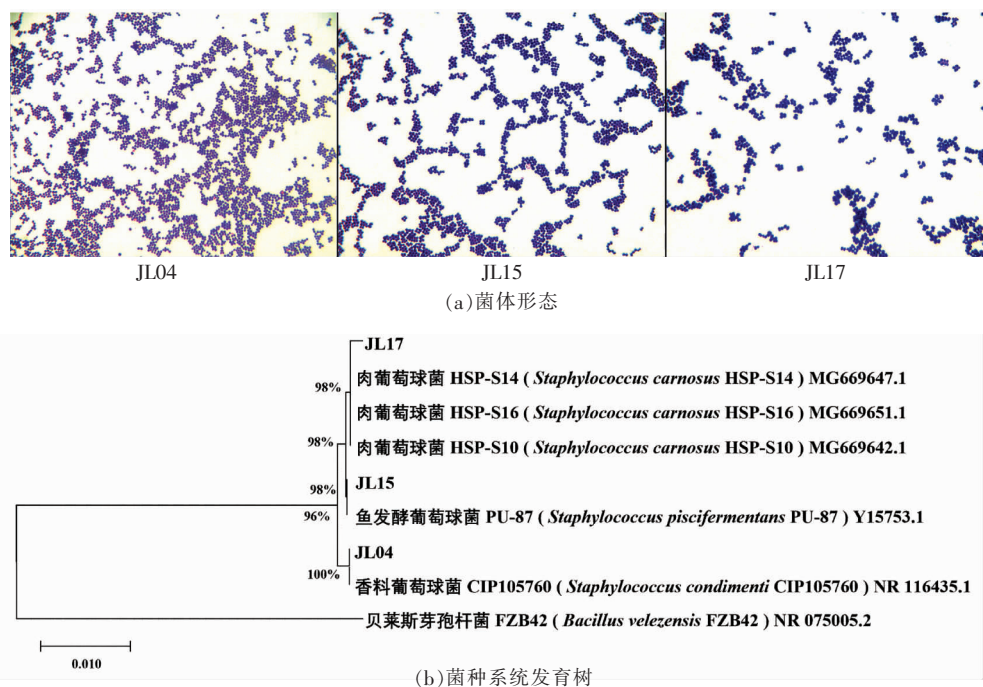 JL04 JL15 JL17
(a)菌体形态
JL17
98%
肉葡萄球菌 HSP-S14 ( Staphylococcus carnosus HSP-S14 ) MG669647.1
肉葡萄球菌 HSP-S16 ( Staphylococcus carnosus HSP-S16 ) MG669651.1
98%
肉葡萄球菌 HSP-S10 ( Staphylococcus carnosus HSP-S10 ) MG669642.1
98%
JL15
96%
鱼发酵葡萄球菌 PU-87 ( Staphylococcus piscifermentans PU-87 ) Y15753.1
JL04
100%
香料葡萄球菌 CIP105760 ( Staphylococcus condimenti CIP105760 ) NR 116435.1
贝莱斯芽孢杆菌 FZB42 ( Bacillus velezensis FZB42 ) NR 075005.2
0.010
(b)菌种系统发育树